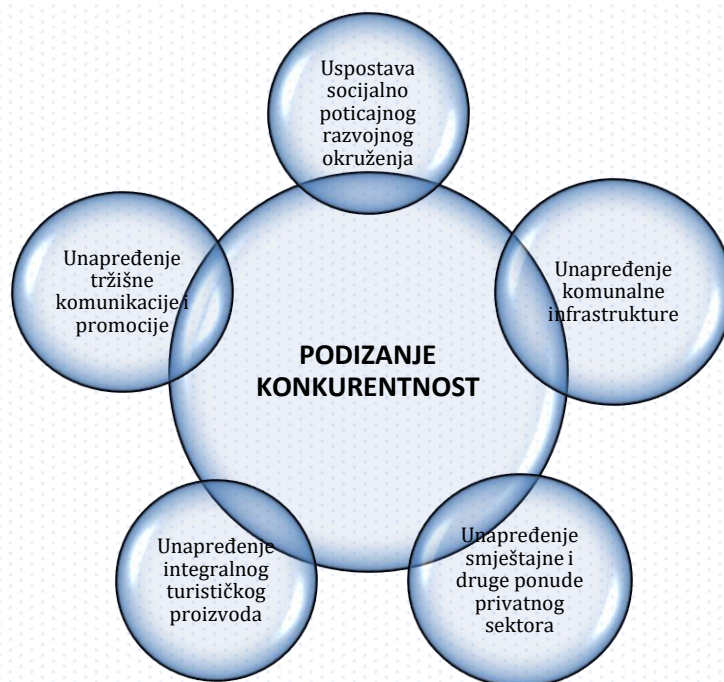 Uspostava
socijalno
poticajnog
razvojnog
okruženja
Unapređenje
tržišne
komunikacije i
promocije
Unapređenje
komunalne
infrastrukture
PODIZANJE
KONKURENTNOST
Unapređenje
integralnog
turističkog
proizvoda
Unapređenje
smještajne i
druge ponude
privatnog
sektora